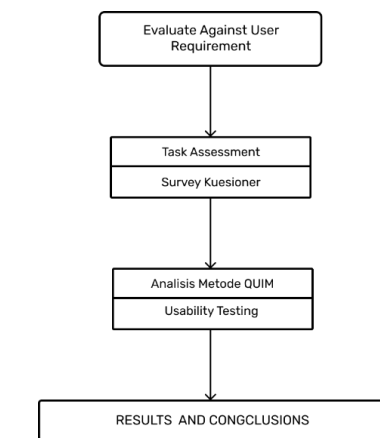 Evaluate Against User
Requirement
Task Assessment
Survey Kuesioner
Analisis Metode QUIM
Usability Testing
RESULTS AND CONGCLUSIONS